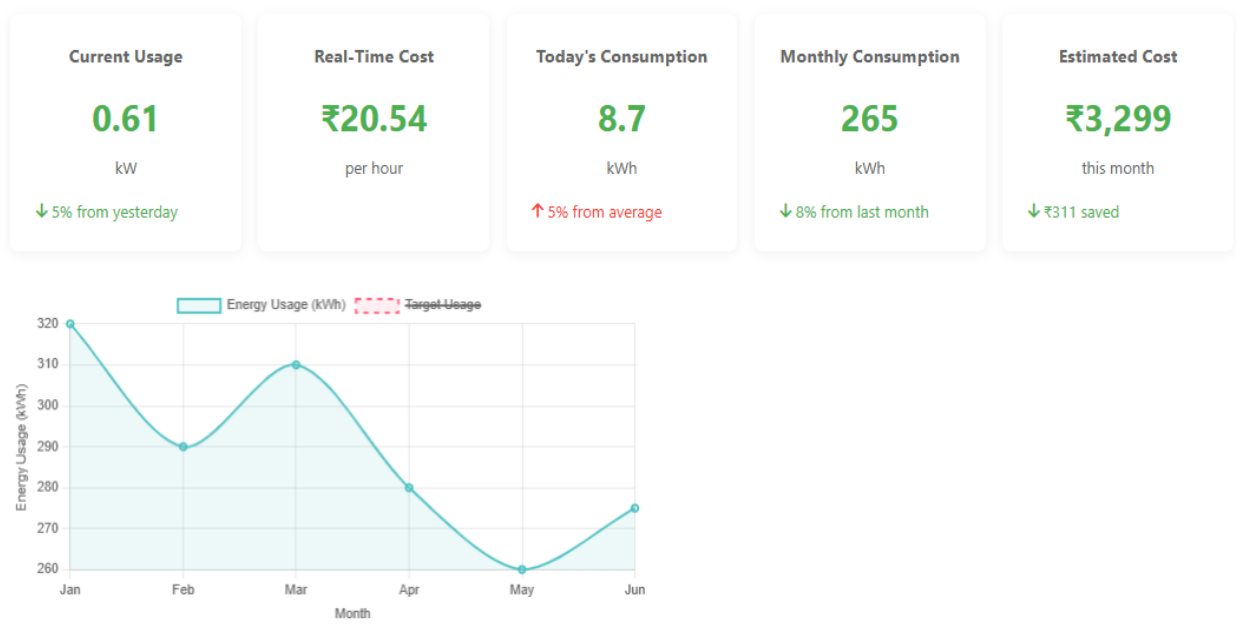 Current Usage
0.61
kW
↓ 5% from yesterday
Real-Time Cost
₹20.54
per hour
Today's Consumption
8.7
kWh
↑ 5% from average
Monthly Consumption
265
kWh
↓ 8% from last month
Estimated Cost
₹3,299
this month
↓ ₹311 saved
Energy Usage (kWh)
Target Usage
Energy Usage (kWh)
320
310
300
290
280
270
260
Jan Feb Mar Apr May Jun
Month